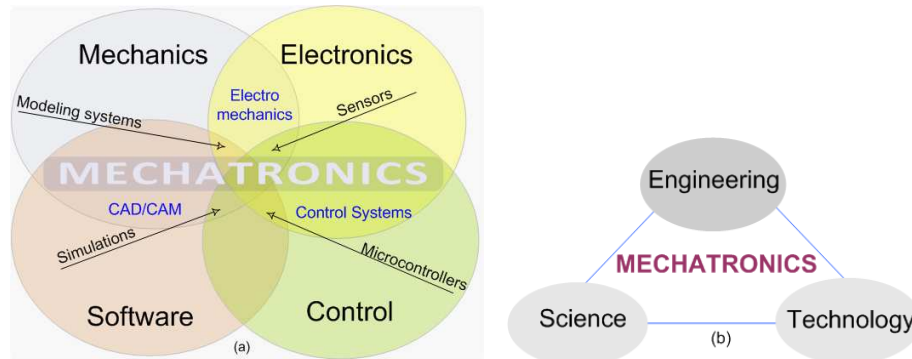 Mechanics
Electronics
Electro
mechanics
Modeling systems
Sensors
MECHATRONICS
CAD/CAM
Control Systems
Simulations
Microcontrollers
Software
Control
(a)
Engineering
MECHATRONICS
Science
Technology
(b)